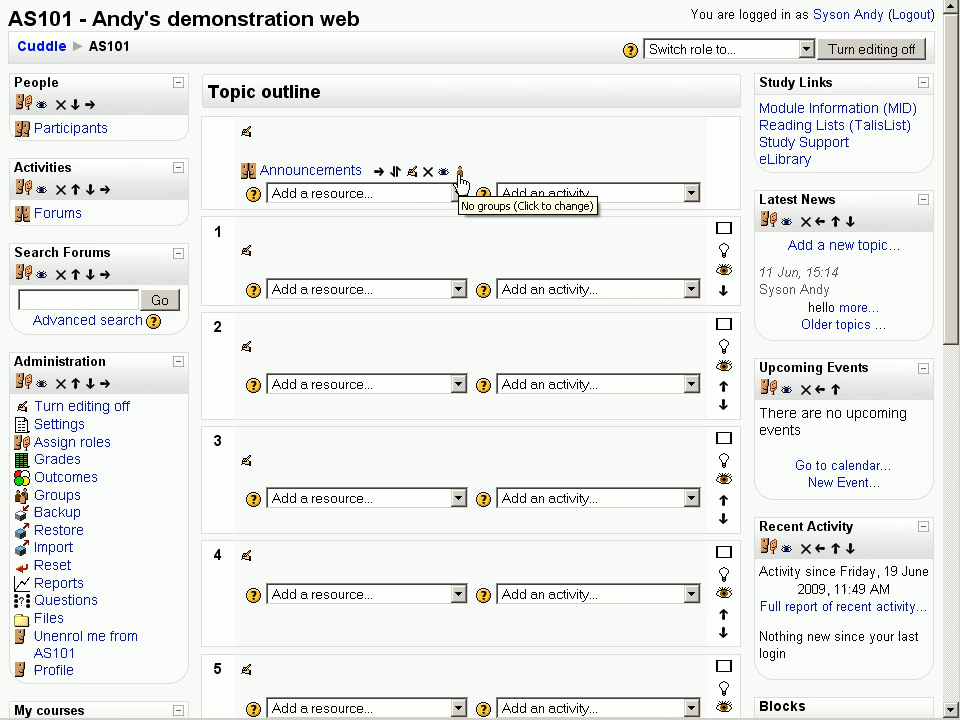 AS101 - Andy's demonstration web
You are logged in as Syson Andy (Logout)
Cuddle ► AS101
Switch role to...
Turn editing off
People
Participants
Activities
Forums
Search Forums
Go
Advanced search
Administration
Turn editing off
Settings
Assign roles
Grades
Outcomes
Groups
Backup
Restore
Import
Reset
Reports
Questions
Files
Unenrol me from
AS101
Profile
My courses
Topic outline
Announcements
Add a resource...
Add an activity...
No groups (Click to change)
1
Add a resource...
Add an activity...
2
Add a resource...
Add an activity...
3
Add a resource...
Add an activity...
4
Add a resource...
Add an activity...
5
Add a resource...
Add an activity...
Study Links
Module Information (MID)
Reading Lists (TalisList)
Study Support
eLibrary
Latest News
Add a new topic...
11 Jun, 15:14
Syson Andy
hello more...
Older topics ...
Upcoming Events
There are no upcoming
events
Go to calendar...
New Event...
Recent Activity
Activity since Friday, 19 June
2009, 11:49 AM
Full report of recent activity...
Nothing new since your last
login
Blocks